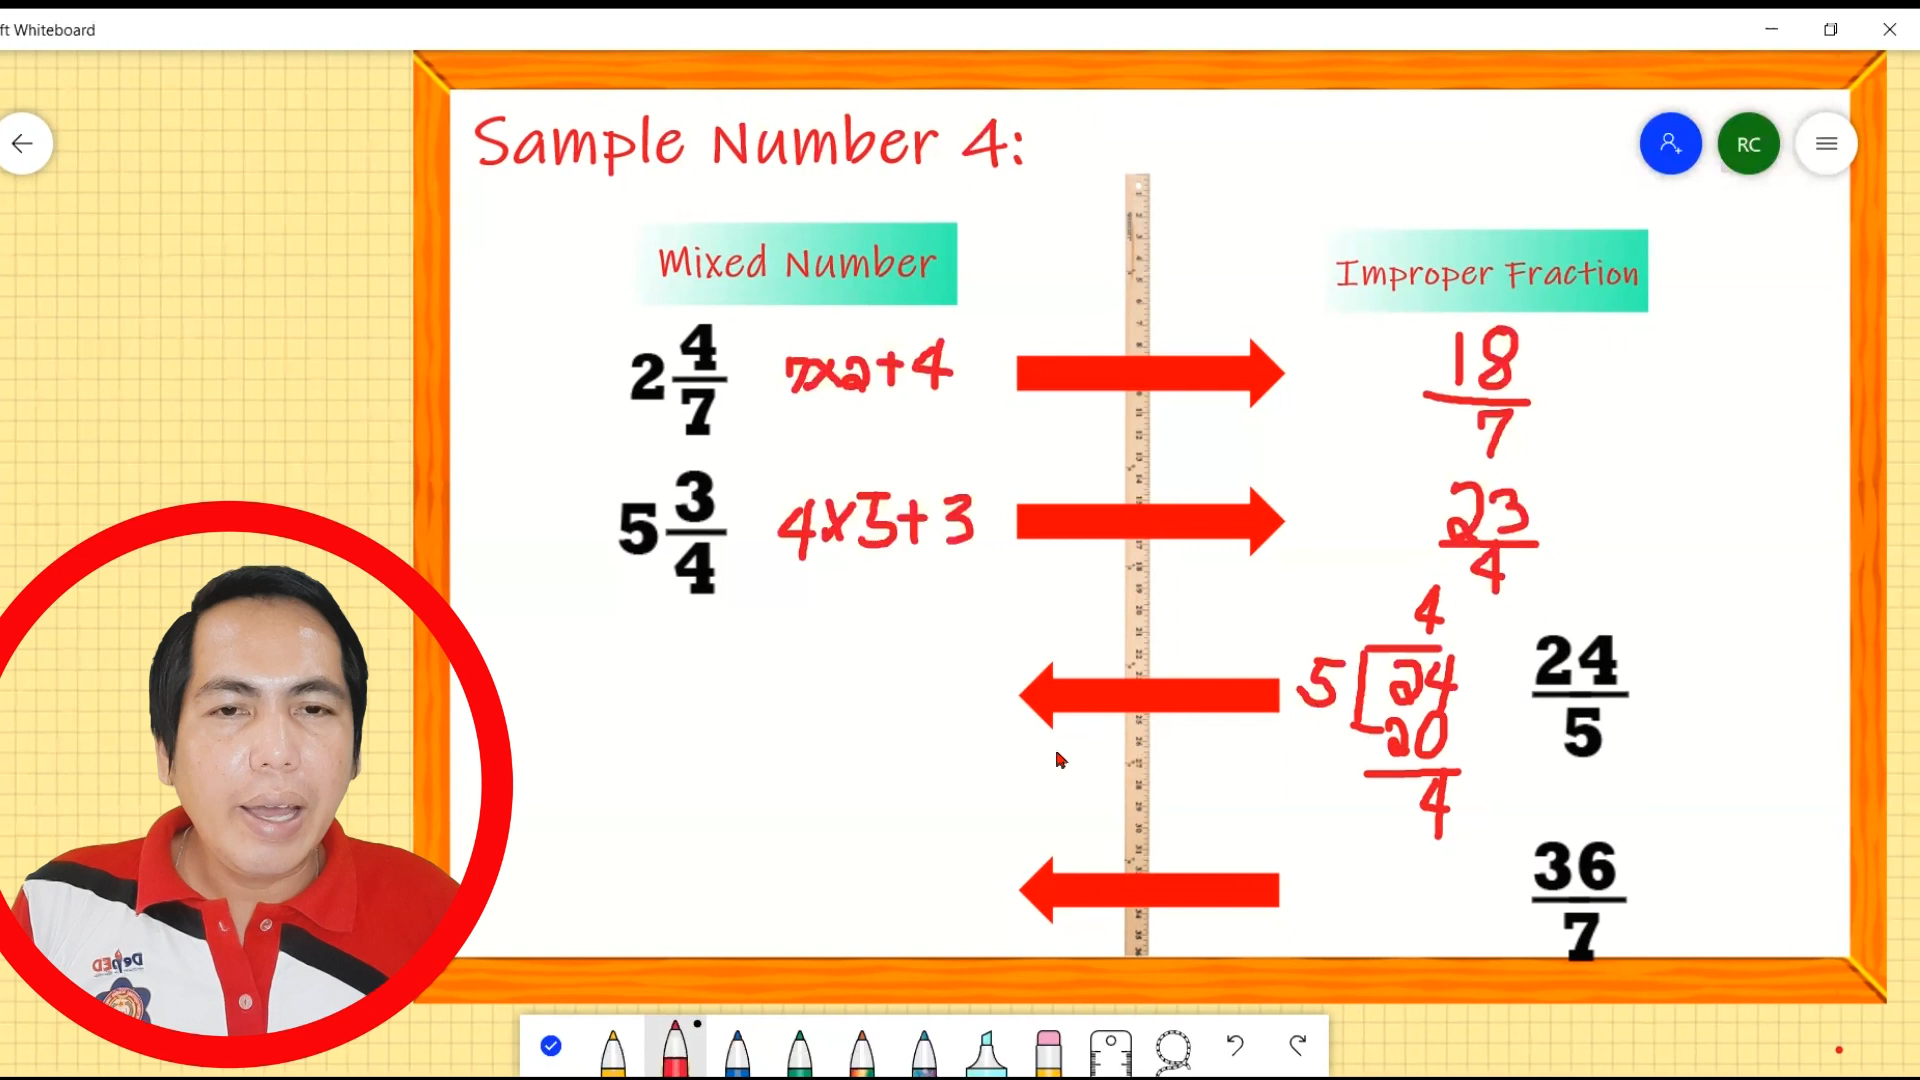 ft Whiteboard
Sample Number 4:
RC
Mixed Number
Improper Fraction
2 4/7 7x2+4
18/7
5 3/4 4x5+3
23/4
4
5 24
20
4
24/5
36/7
DepED